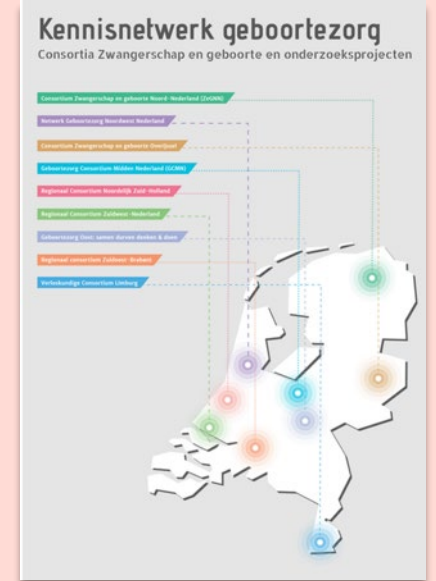 Kennisnetwerk geboortezorg
Consortia Zwangerschap en geboorte en onderzoeksprojecten
Consortium Zwangerschap en geboorte Noord-Nederland (ZeGNN)
Netwerk Geboortezorg Noordwest Nederland
Consortium Zwangerschap en geboorte Overijssel
Geboortezorg Consortium Midden Nederland (GCMN)
Regionaal Consortium Noordelijk Zuid-Holland
Regionaal Consortium Zuidwest-Nederland
Geboortezorg Oost: samen durven denken & doen
Regionaal consortium Zuidwest-Brabant
Verloskundige Consortium Limburg